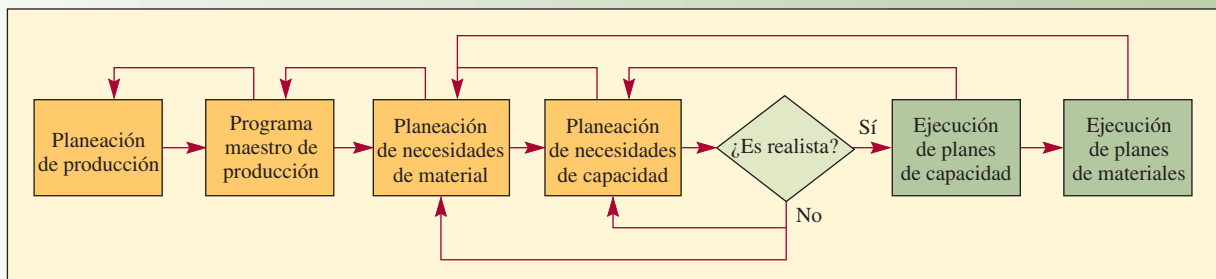 Planeación
de producción
Programa
maestro de
producción
Planeación
de necesidades
de material
Planeación
de necesidades
de capacidad
¿Es realista?
Sí
No
Ejecución
de planes
de capacidad
Ejecución
de planes
de materiales